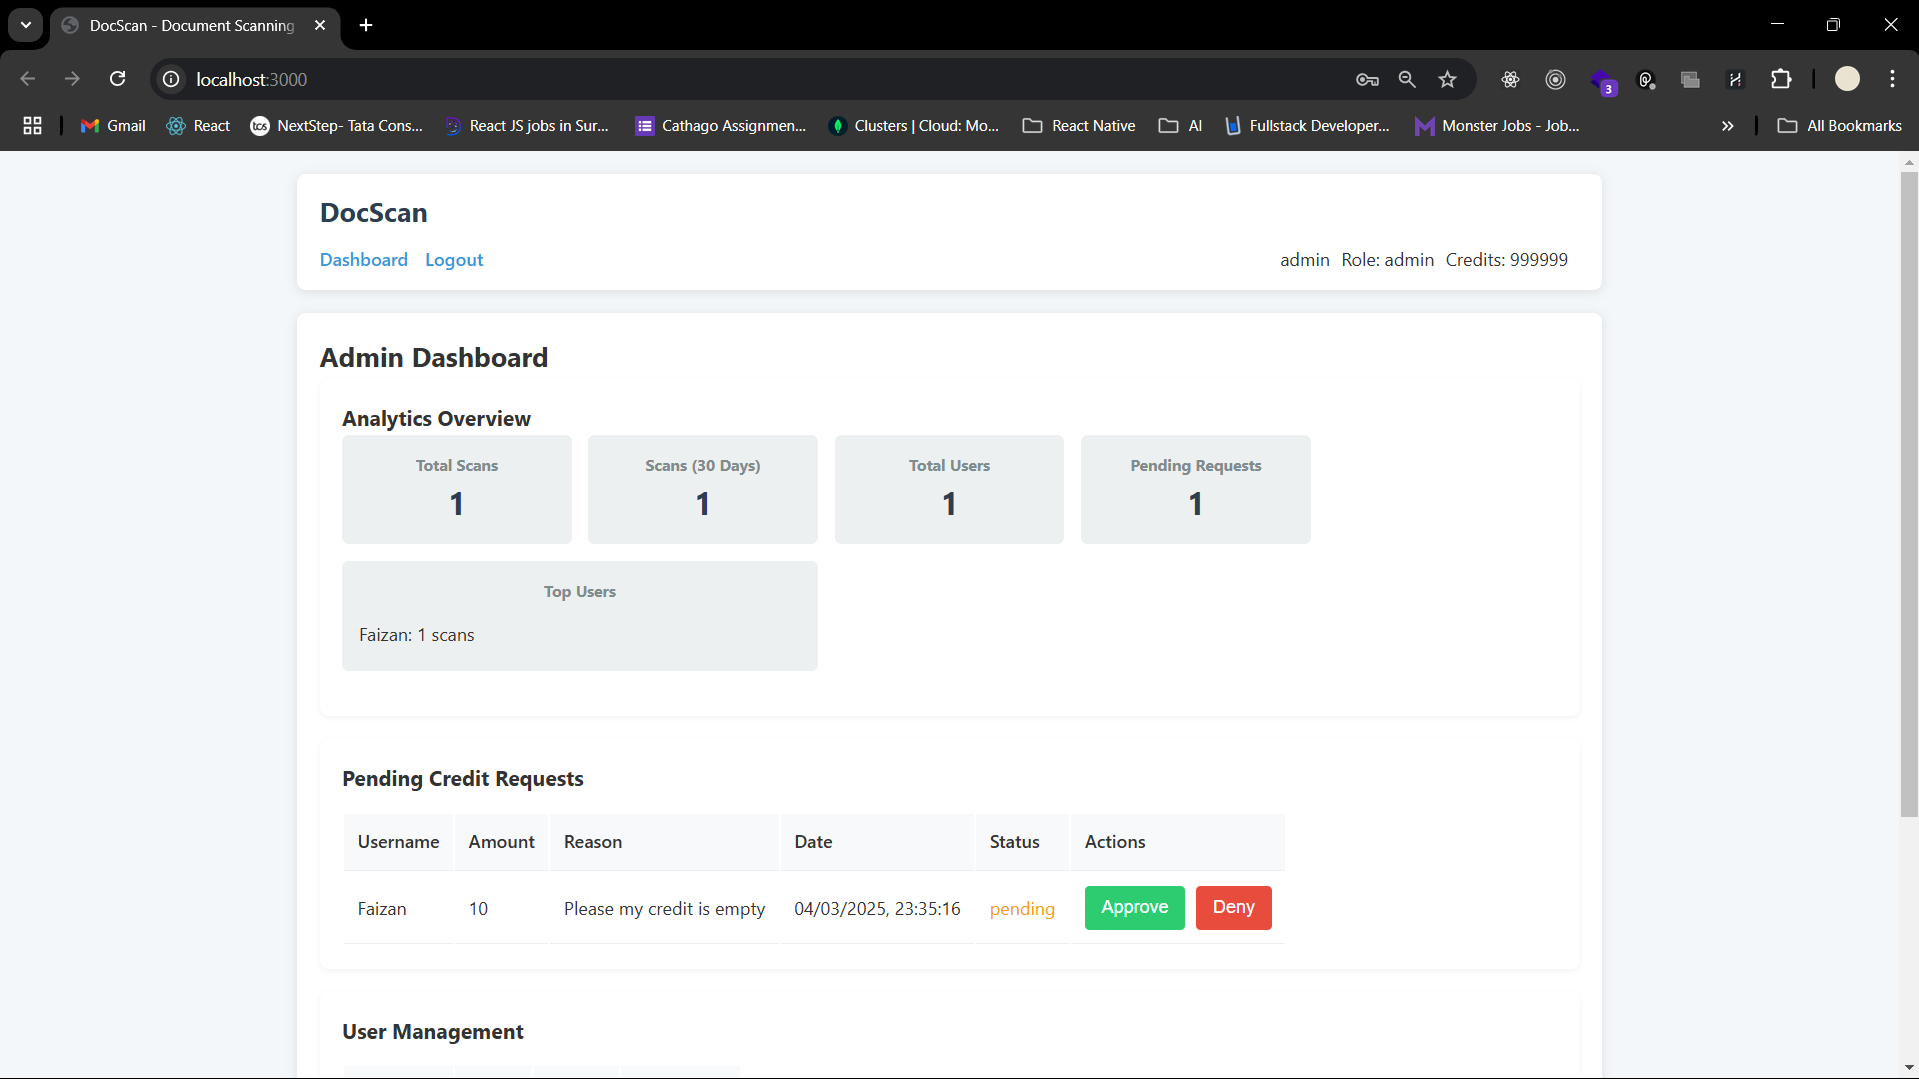 DocScan - Document Scanning
localhost:3000
3
Gmail React tcs NextStep- Tata Cons... React JS jobs in Sur... Cathago Assignmen... Clusters | Cloud: Mo... React Native AI Fullstack Developer... Monster Jobs - Job... » All Bookmarks
DocScan
Dashboard Logout admin Role: admin Credits: 999999
Admin Dashboard
Analytics Overview
Total Scans Scans (30 Days) Total Users Pending Requests
1 1 1 1
Top Users
Faizan: 1 scans
Pending Credit Requests
Username Amount Reason Date Status Actions
Faizan 10 Please my credit is empty 04/03/2025, 23:35:16 pending Approve Deny
User Management